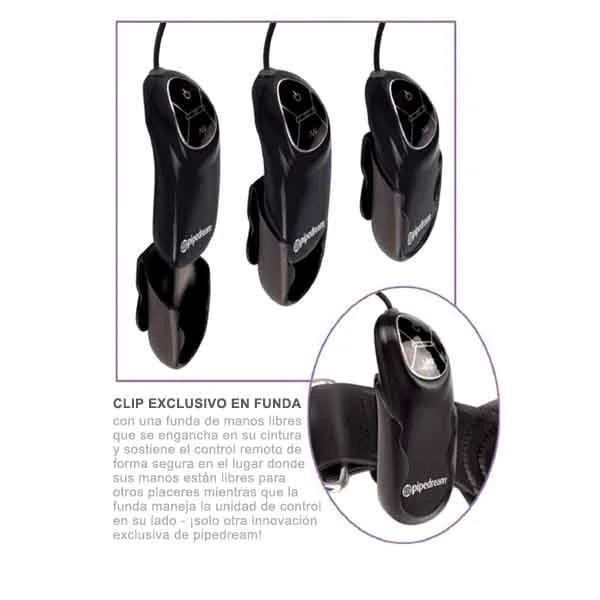 pipedream
pipedream
pipedream
pipedream
CLIP EXCLUSIVO EN FUNDA
con una funda de manos libres
que se engancha en su cintura
y sostiene el control remoto de
forma segura en el lugar donde
sus manos están libres para
otros placeres mientras que la
funda maneja la unidad de control
en su lado - ¡solo otra innovación
exclusiva de pipedream!